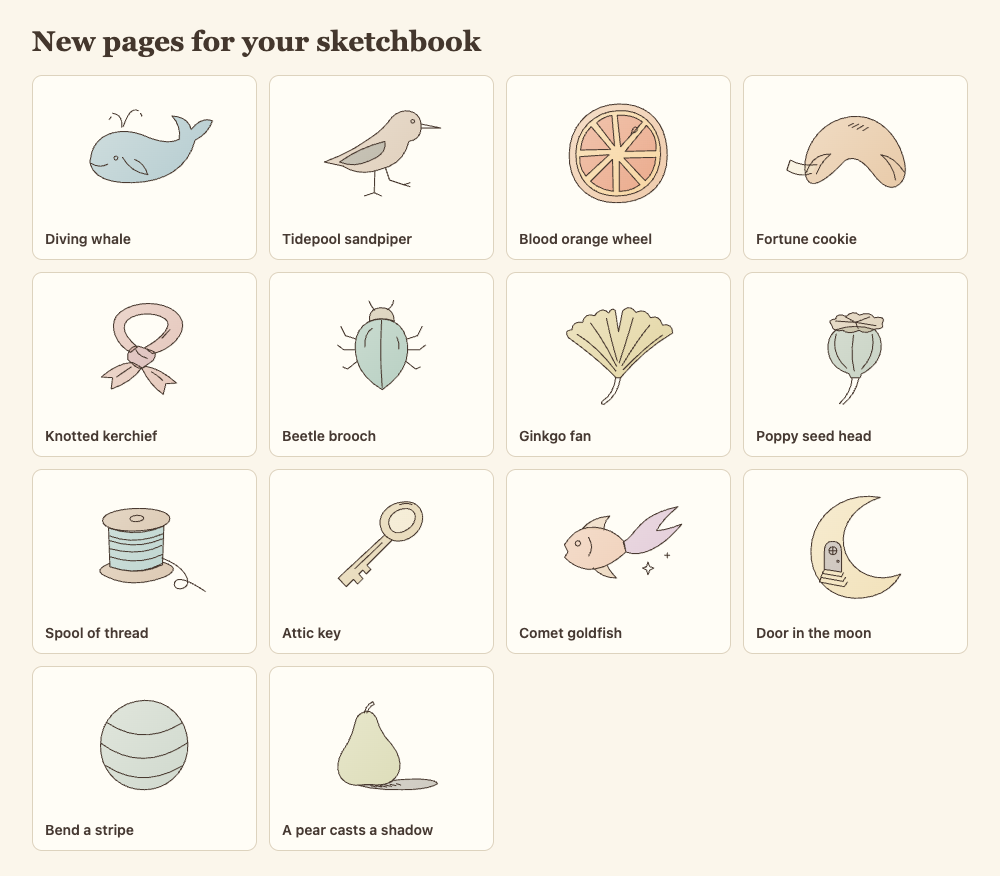 New pages for your sketchbook
Diving whale
Tidepool sandpiper
Blood orange wheel
Fortune cookie
Knotted kerchief
Beetle brooch
Ginkgo fan
Poppy seed head
Spool of thread
Attic key
Comet goldfish
Door in the moon
Bend a stripe
A pear casts a shadow